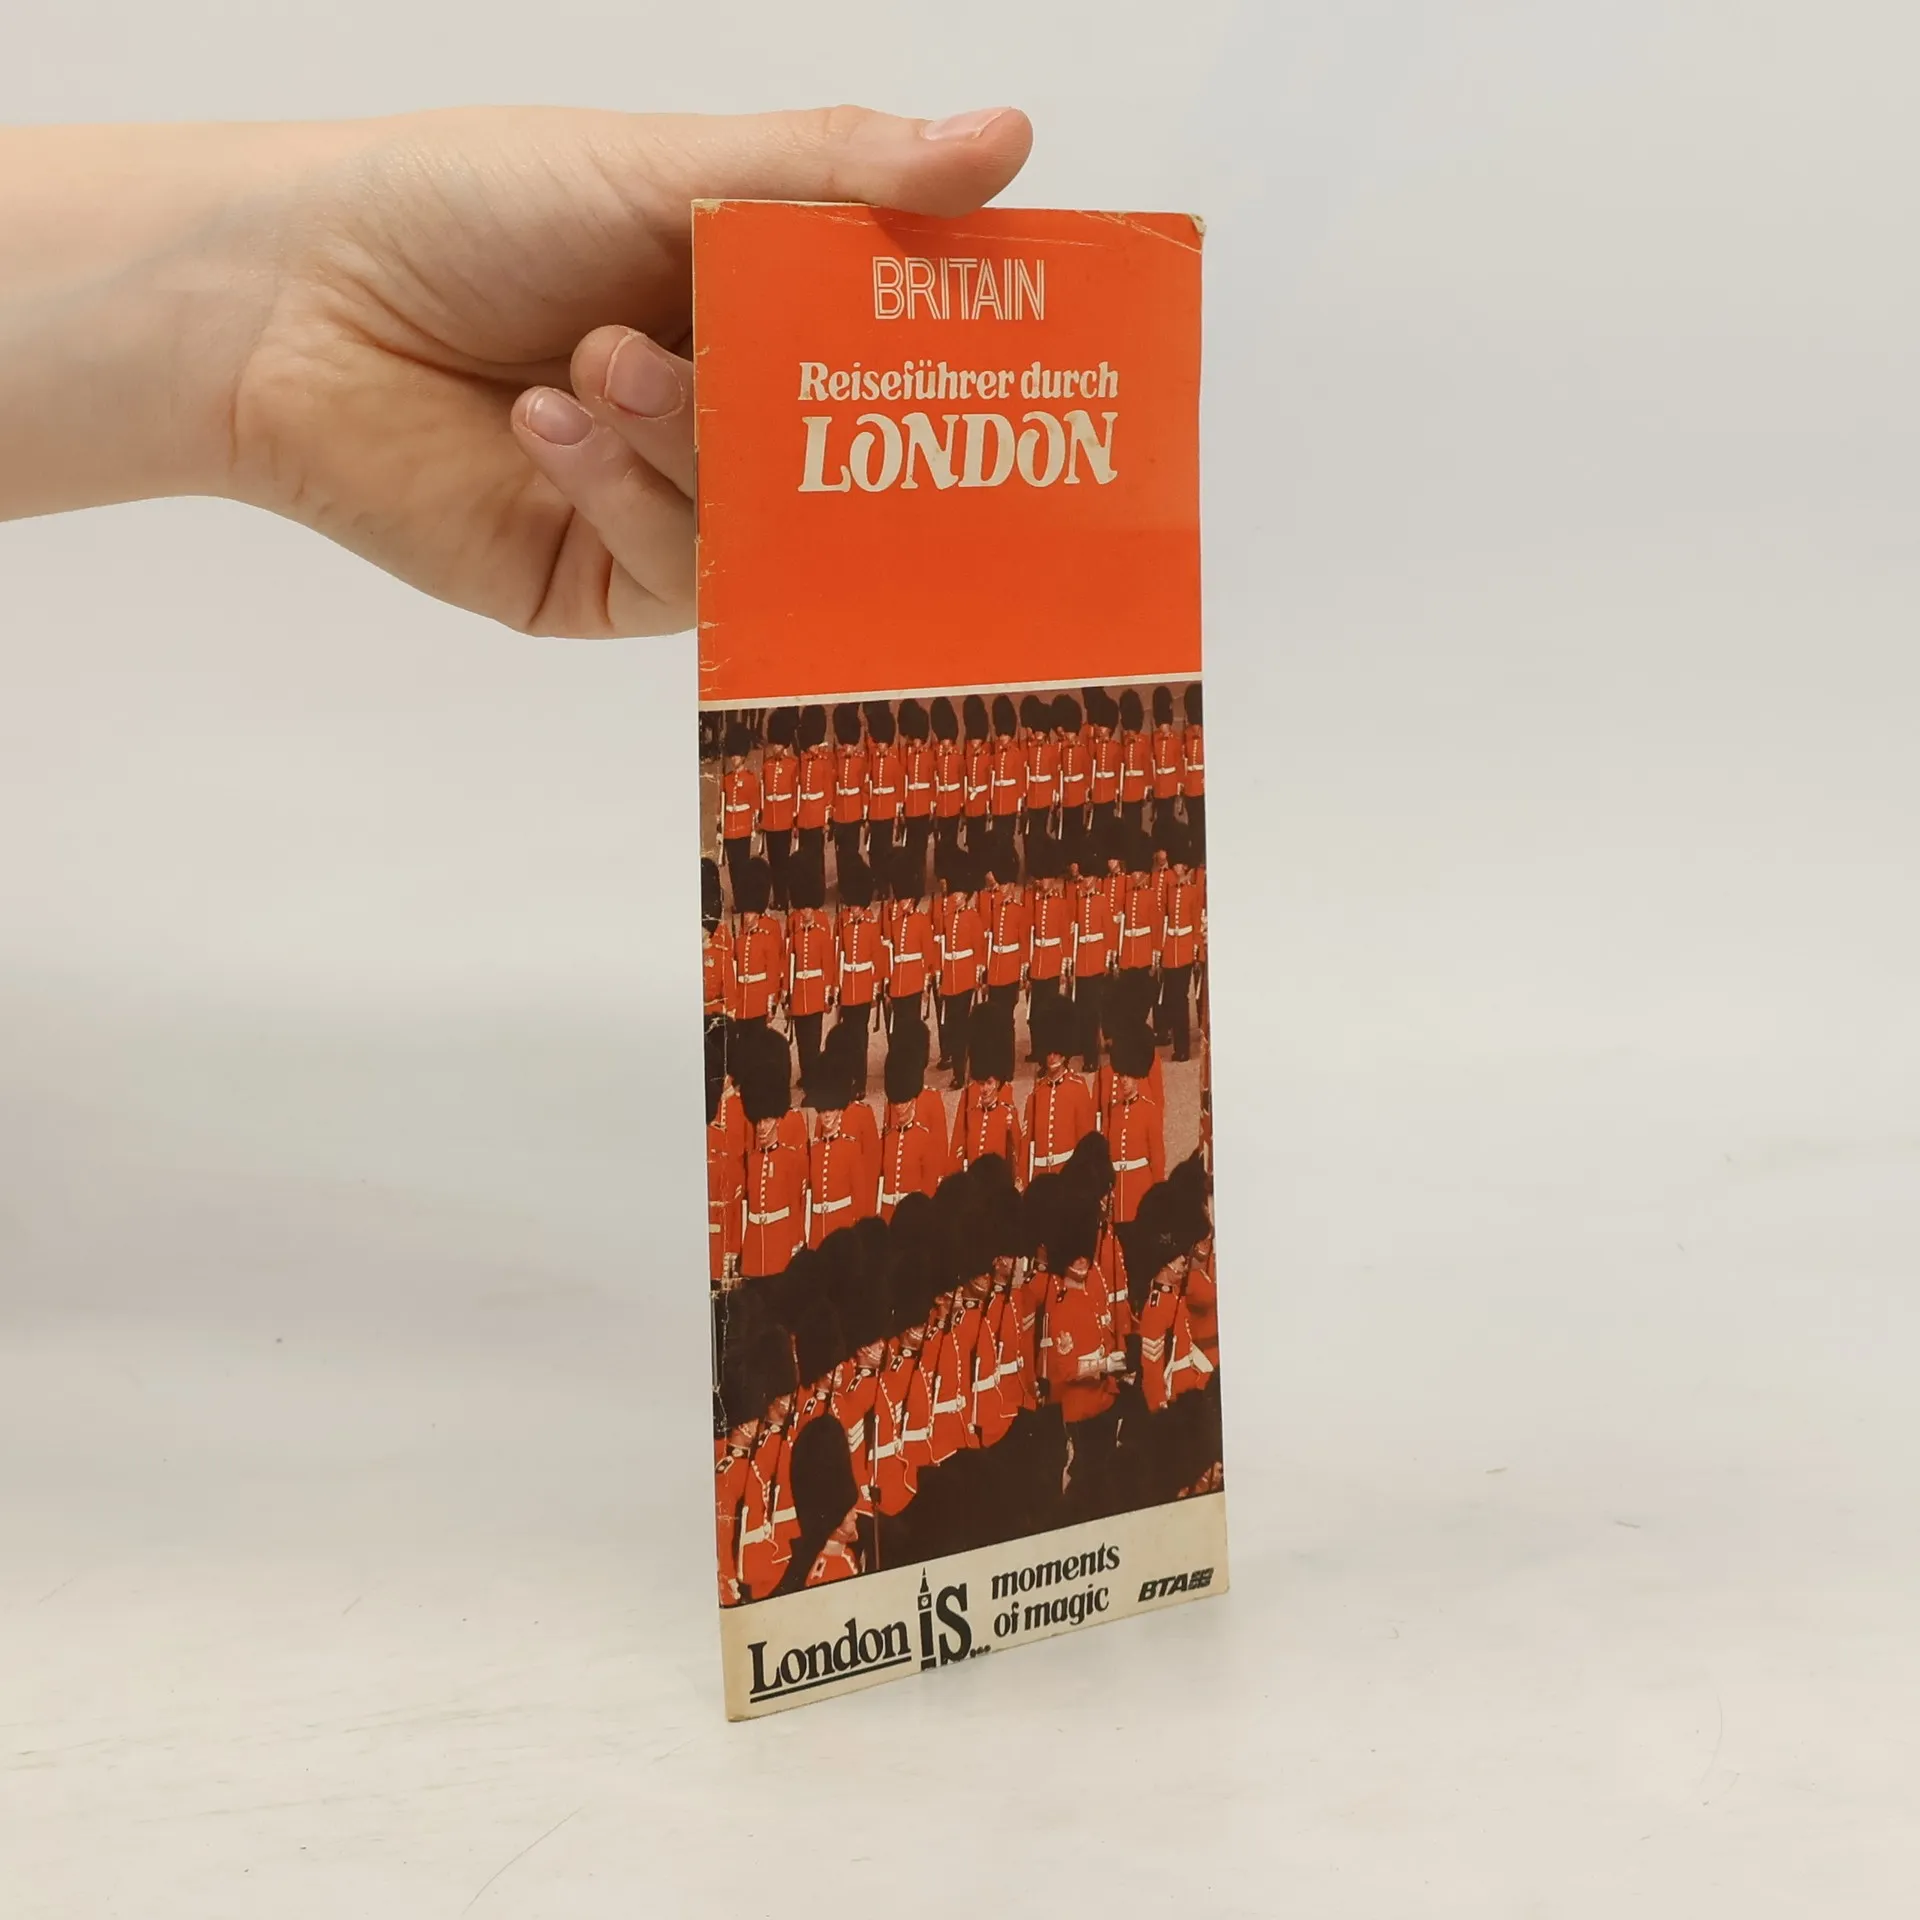 BRITAIN
Reiseführer durch
LONDON
London is...
moments
of magic
BTA